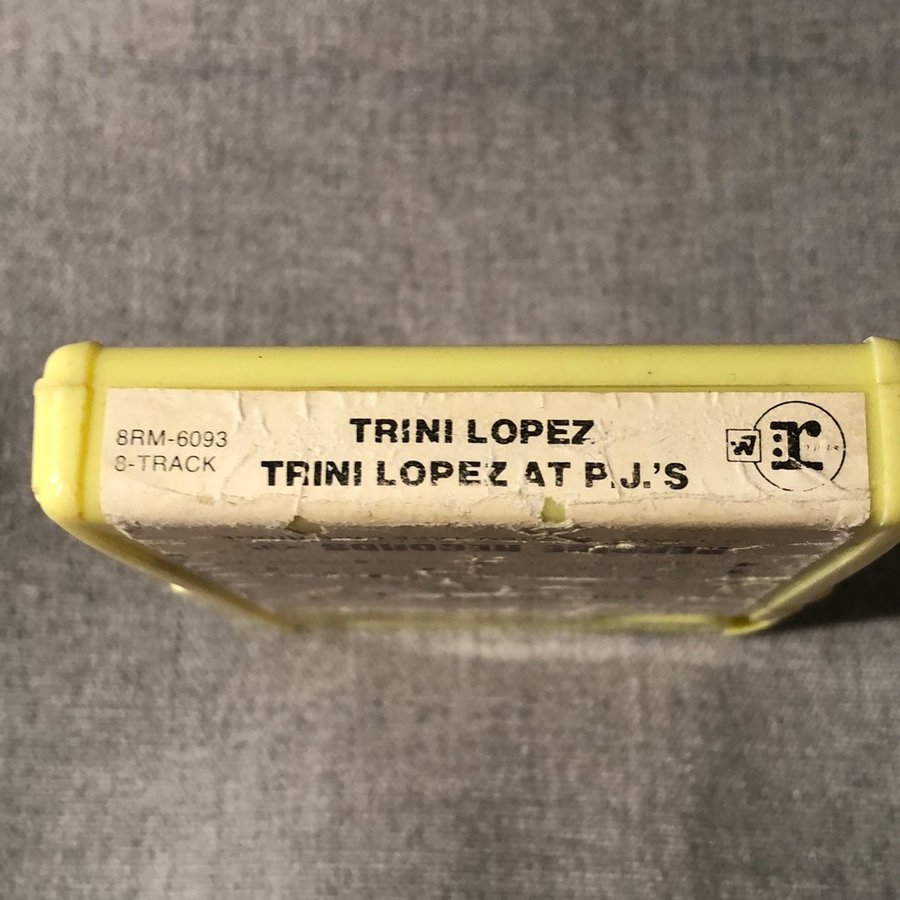 8RM-6093
8-TRACK
TRINI LOPEZ
TRINI LOPEZ AT P.J.'S
W
r: